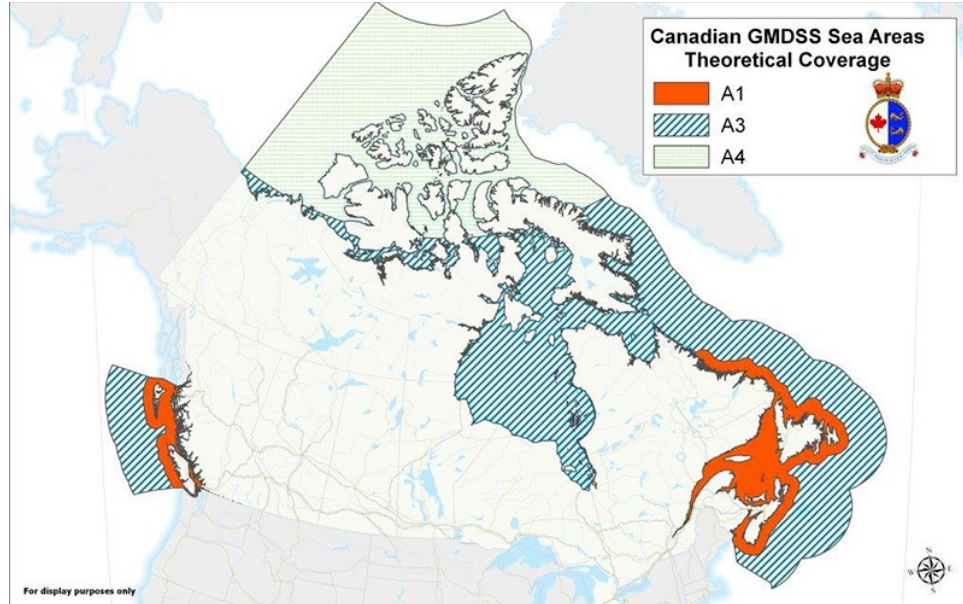 Canadian GMDSS Sea Areas
Theoretical Coverage
A1
A3
A4
N
W E
S
For display purposes only